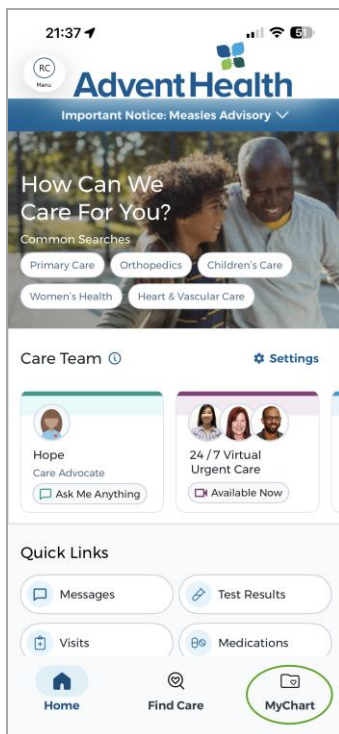 21:37
RC
Menu
AdventHealth
Important Notice: Measles Advisory
How Can We
Care For You?
Common Searches
Primary Care
Orthopedics
Children's Care
Women's Health
Heart & Vascular Care
Care Team
Settings
Hope
Care Advocate
Ask Me Anything
24 / 7 Virtual
Urgent Care
Available Now
Quick Links
Messages
Test Results
Visits
Medications
Home
Find Care
MyChart